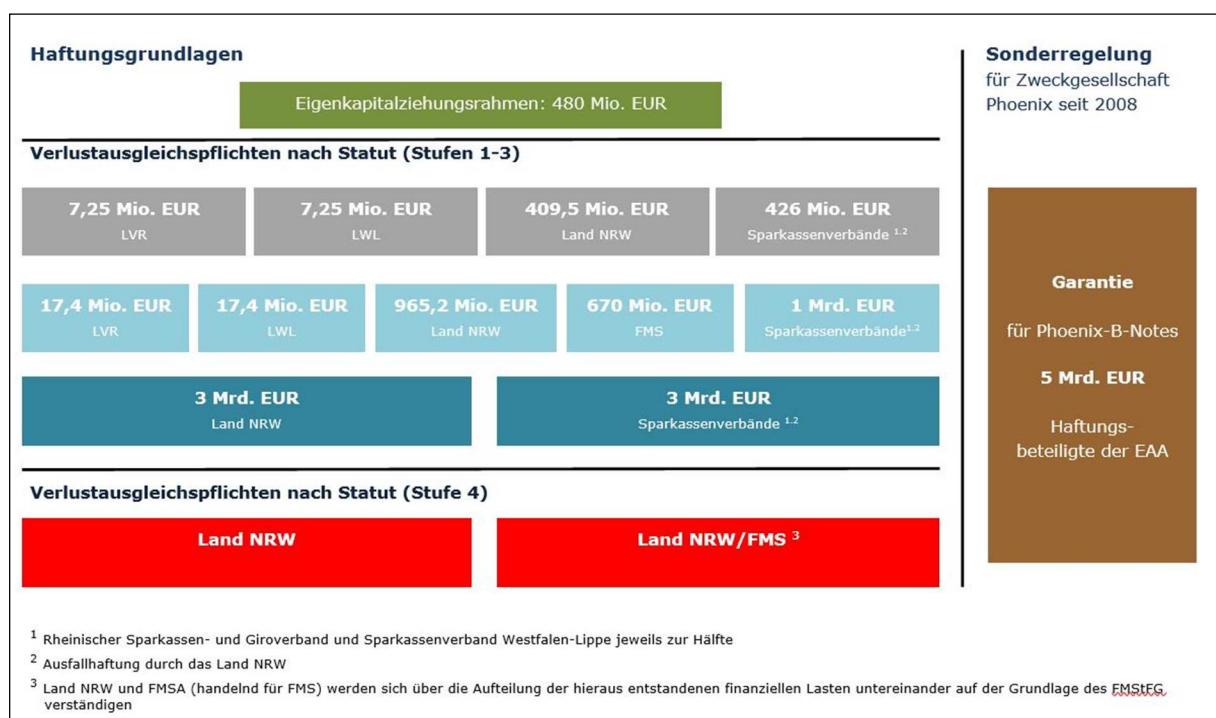 Haftungsgrundlagen
Eigenkapitalziehungsrahmen: 480 Mio. EUR
Verlustausgleichspflichten nach Statut (Stufen 1-3)
7,25 Mio. EUR
LVR
7,25 Mio. EUR
LWL
409,5 Mio. EUR
Land NRW
426 Mio. EUR
Sparkassenverbände 1.2
17,4 Mio. EUR
LVR
17,4 Mio. EUR
LWL
965,2 Mio. EUR
Land NRW
670 Mio. EUR
FMS
1 Mrd. EUR
Sparkassenverbände1.2
3 Mrd. EUR
Land NRW
3 Mrd. EUR
Sparkassenverbände 1.2
Verlustausgleichspflichten nach Statut (Stufe 4)
Land NRW
Land NRW/FMS 3
Sonderregelung
für Zweckgesellschaft
Phoenix seit 2008
Garantie
für Phoenix-B-Notes
5 Mrd. EUR
Haftungs-
beteiligte der EAA
1 Rheinischer Sparkassen- und Giroverband und Sparkassenverband Westfalen-Lippe jeweils zur Hälfte
2 Ausfallhaftung durch das Land NRW
3 Land NRW und FMSA (handelnd für FMS) werden sich über die Aufteilung der hieraus entstandenen finanziellen Lasten untereinander auf der Grundlage des FMStFG
verständigen